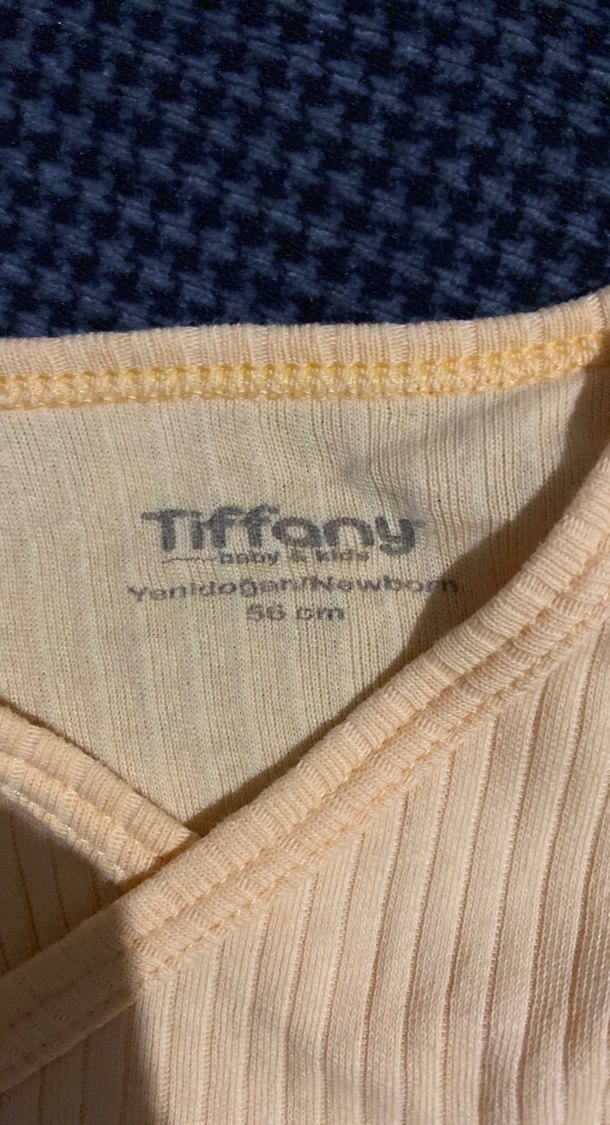 Tiffany
baby & kids
Yenidoğan/Newborn
56 cm